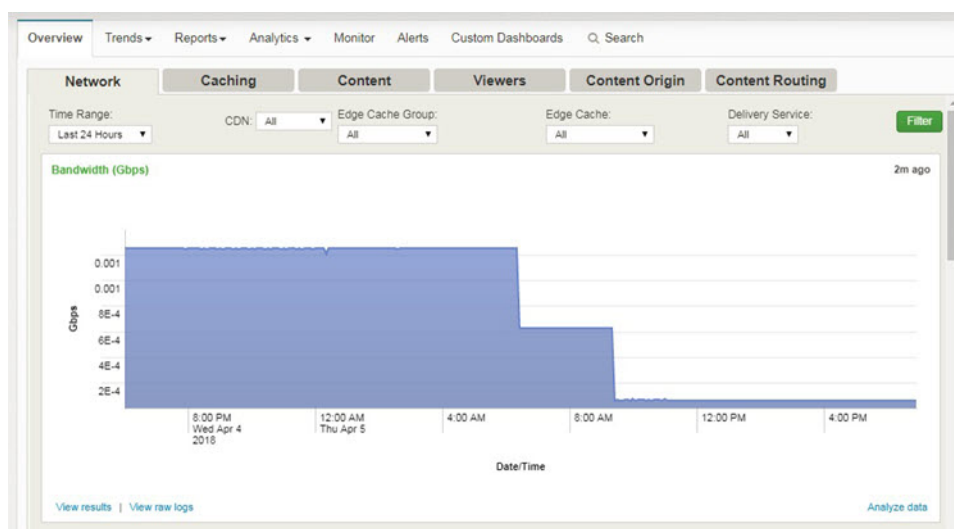 Overview Trends Reports Analytics Monitor Alerts Custom Dashboards Search
Network Caching Content Viewers Content Origin Content Routing
Time Range: CDN: All Edge Cache Group: Edge Cache: Delivery Service: Filter
Last 24 Hours All All All
Bandwidth (Gbps) 2m ago
0.001
0.001
8E-4
6E-4
4E-4
2E-4
Gbps
8:00 PM 12:00 AM 4:00 AM 8:00 AM 12:00 PM 4:00 PM
Wed Apr 4 Thu Apr 5
2018
Date/Time
View results | View raw logs Analyze data